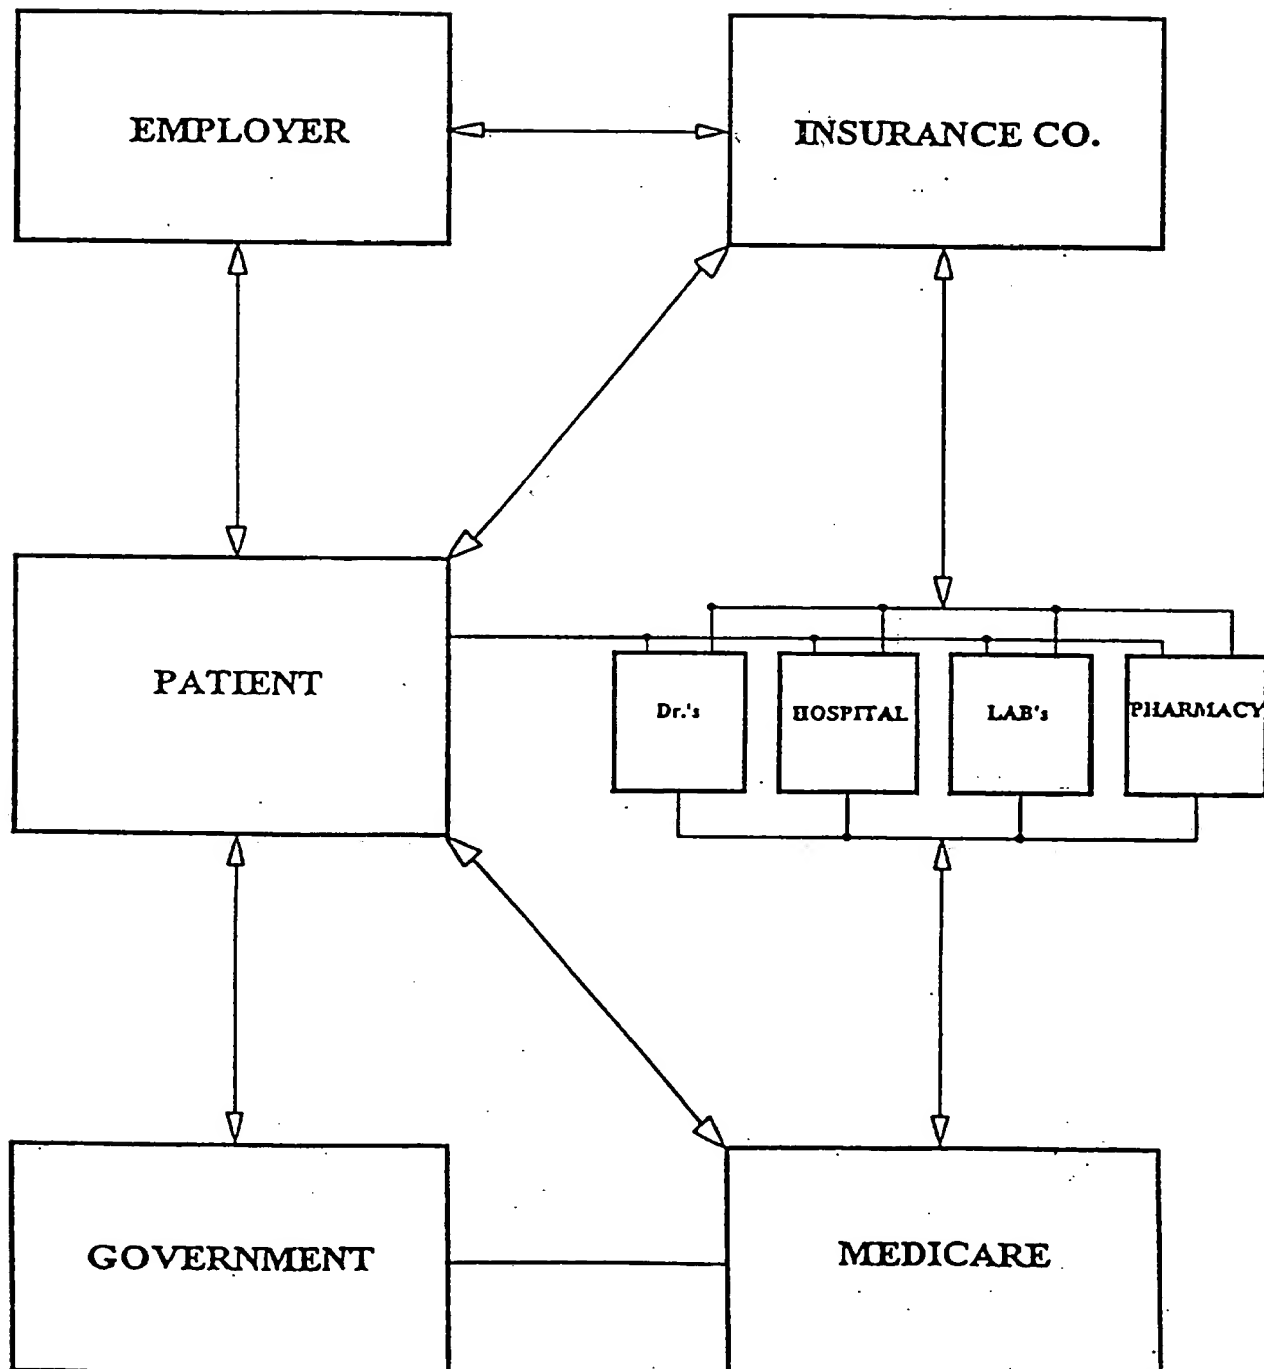 EMPLOYER
INSURANCE CO.
PATIENT
Dr.'s
HOSPITAL
LAB's
PHARMACY
GOVERNMENT
MEDICARE